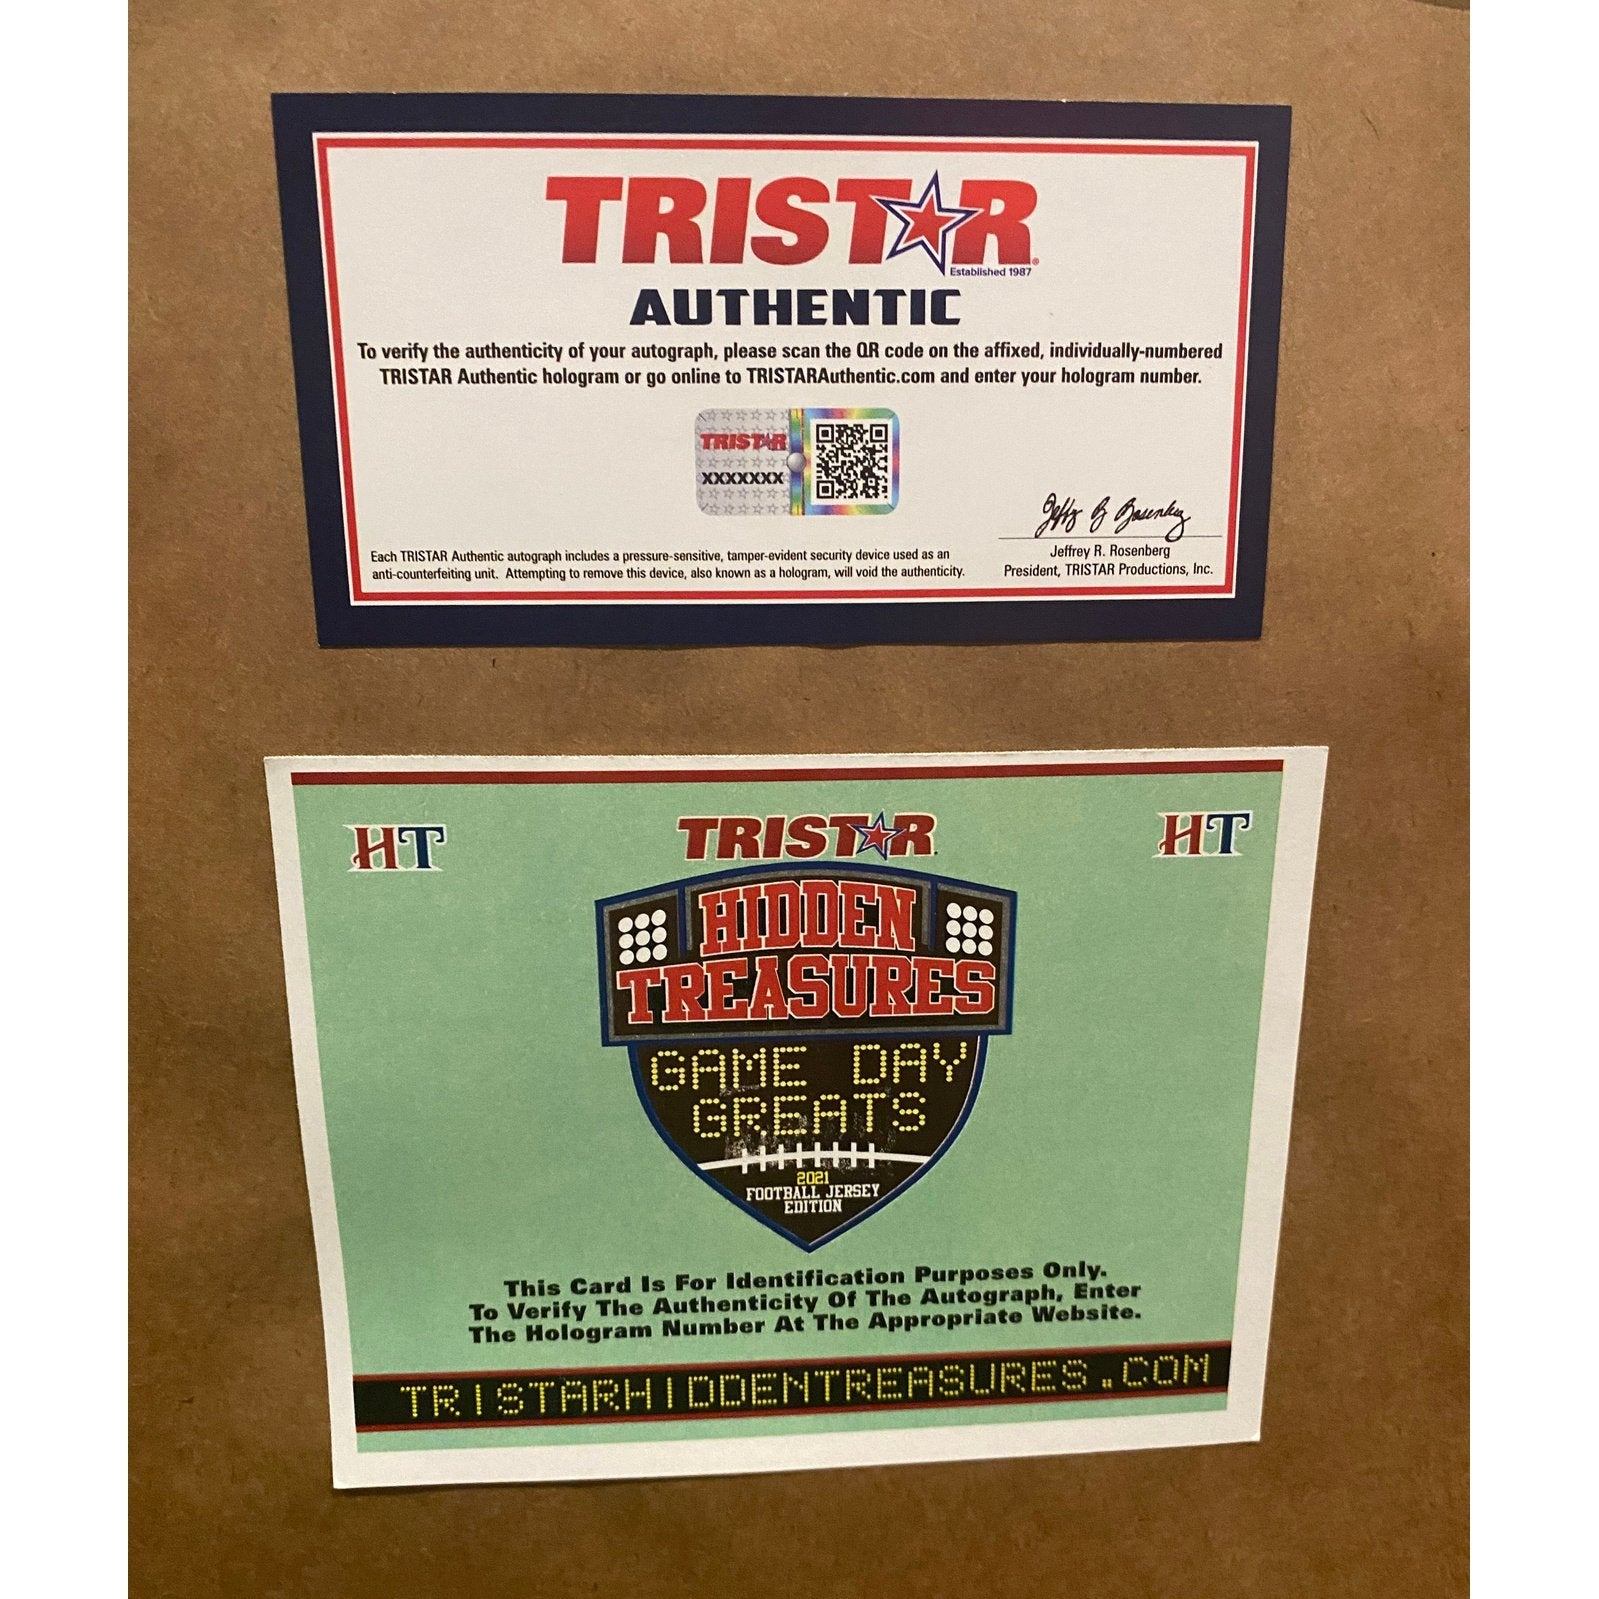 TRISTAR®
Established 1987
AUTHENTIC
To verify the authenticity of your autograph, please scan the QR code on the affixed, individually-numbered
TRISTAR Authentic hologram or go online to TRISTARAuthentic.com and enter your hologram number.
TRISTAR
XXXXXXX
Jeffrey R. Rosenberg
President, TRISTAR Productions, Inc.
Each TRISTAR Authentic autograph includes a pressure-sensitive, tamper-evident security device used as an
anti-counterfeiting unit. Attempting to remove this device, also known as a hologram, will void the authenticity.
HT
TRISTAR
HT
HIDDEN
TREASURES
GAME DAY
GREATS
2021
FOOTBALL JERSEY
EDITION
This Card Is For Identification Purposes Only.
To Verify The Authenticity Of The Autograph, Enter
The Hologram Number At The Appropriate Website.
TRISTARHIDDENTREASURES.COM